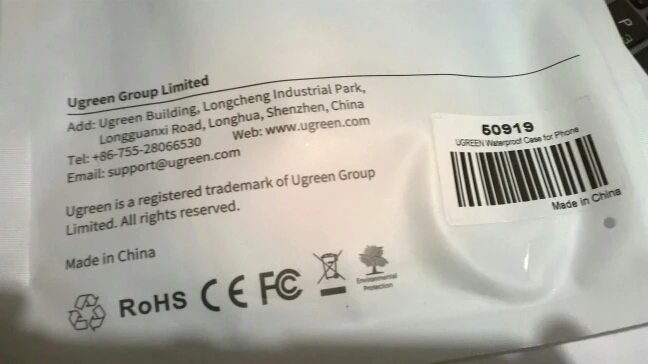 Ugreen Group Limited
Add: Ugreen Building, Longcheng Industrial Park,
Longguanxi Road, Longhua, Shenzhen, China
Tel: +86-755-28066530 Web: www.ugreen.com
Email: support@ugreen.com
Ugreen is a registered trademark of Ugreen Group
Limited. All rights reserved.
Made in China
RoHS CE FC
Environmental
Protection
50919
UGREEN Waterproof Case for Phone
Made in China
P